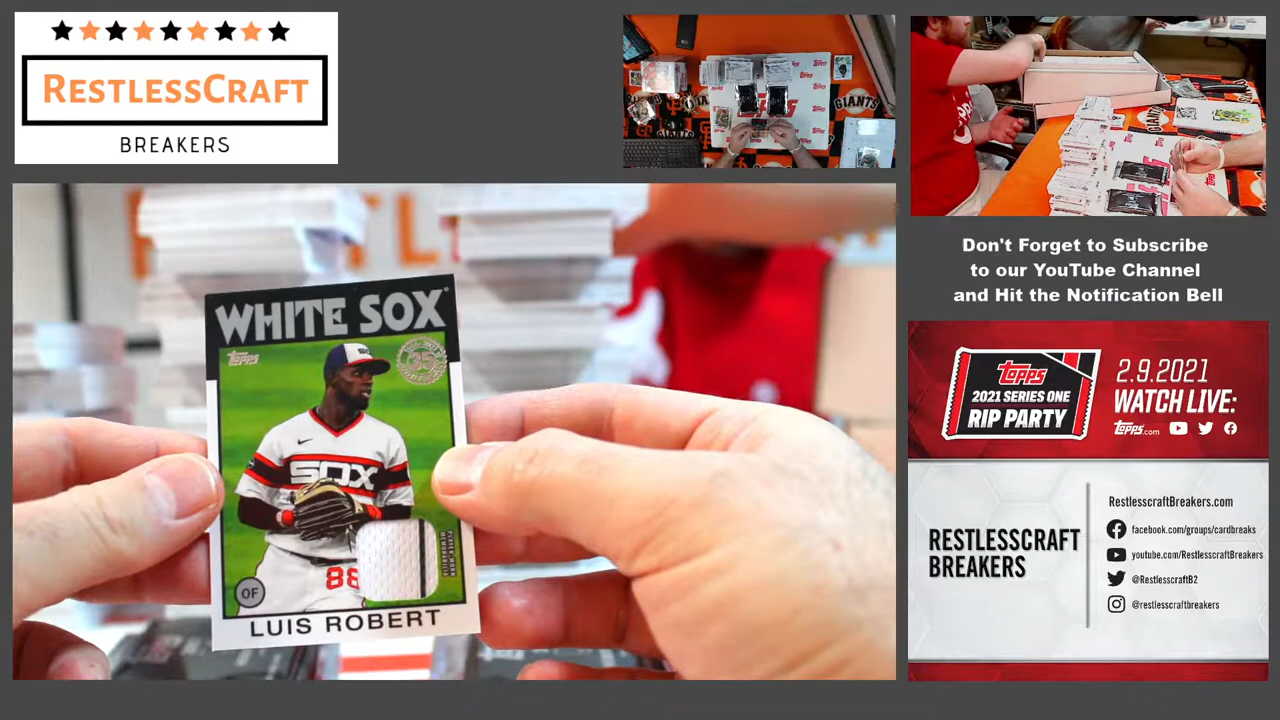 RESTLESSCRAFT
BREAKERS
GIANTS
GIANTS
Don't Forget to Subscribe
to our YouTube Channel
and Hit the Notification Bell
WHITE SOX
Topps
35
SOX
88
PLAYER-WORN
MEMORABILIA
OF
LUIS ROBERT
Topps
2021 SERIES ONE
RIP PARTY
2.9.2021
WATCH LIVE:
Topps.com
RESTLESSCRAFT
BREAKERS
RestlesscraftBreakers.com
facebook.com/groups/cardbreaks
youtube.com/RestlesscraftBreakers
@RestlesscraftB2
@restlesscraftbreakers